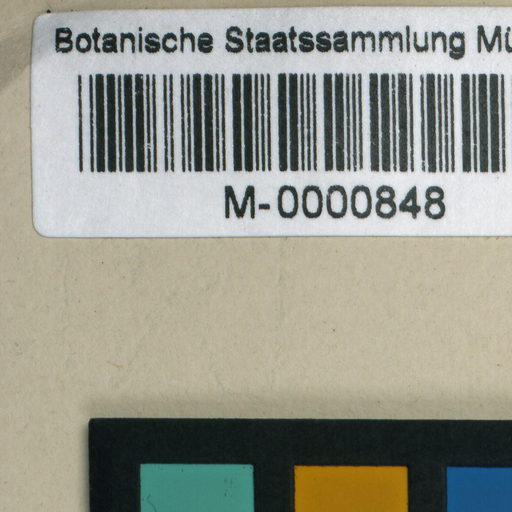 Botanische Staatssammlung Mü
M-0000848